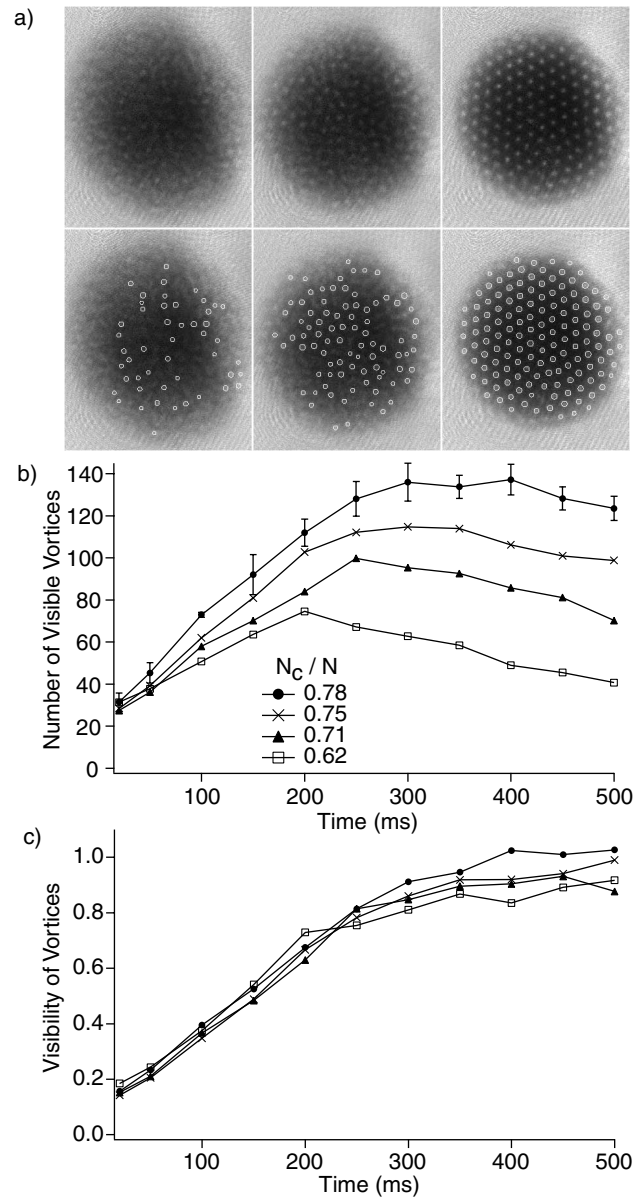 a)
b)
140
120
100
80
60
40
20
0
Number of Visible Vortices
Nc / N
0.78
0.75
0.71
0.62
100 200 300 400 500
Time (ms)
c)
1.0
0.8
0.6
0.4
0.2
0.0
Visibility of Vortices
100 200 300 400 500
Time (ms)